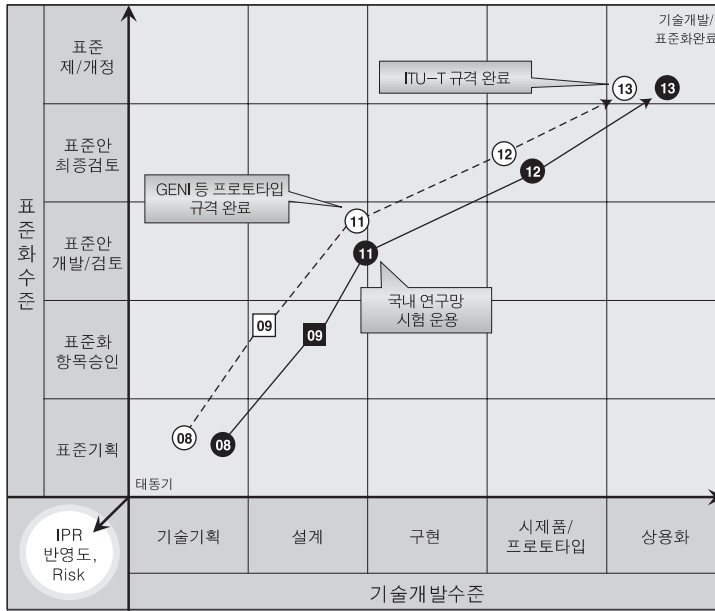 표준
제/개정
표준안
최종검토
표준화수준
표준안
개발/검토
표준화
항목승인
표준기획
기술개발/
표준화완료
ITU-T 규격 완료
13
13
12
12
GENI 등 프로토타입
규격 완료
11
11
국내 연구망
시험 운용
09
09
08
08
태동기
IPR
반영도,
Risk
기술기획
설계
구현
시제품/
프로토타입
상용화
기술개발수준